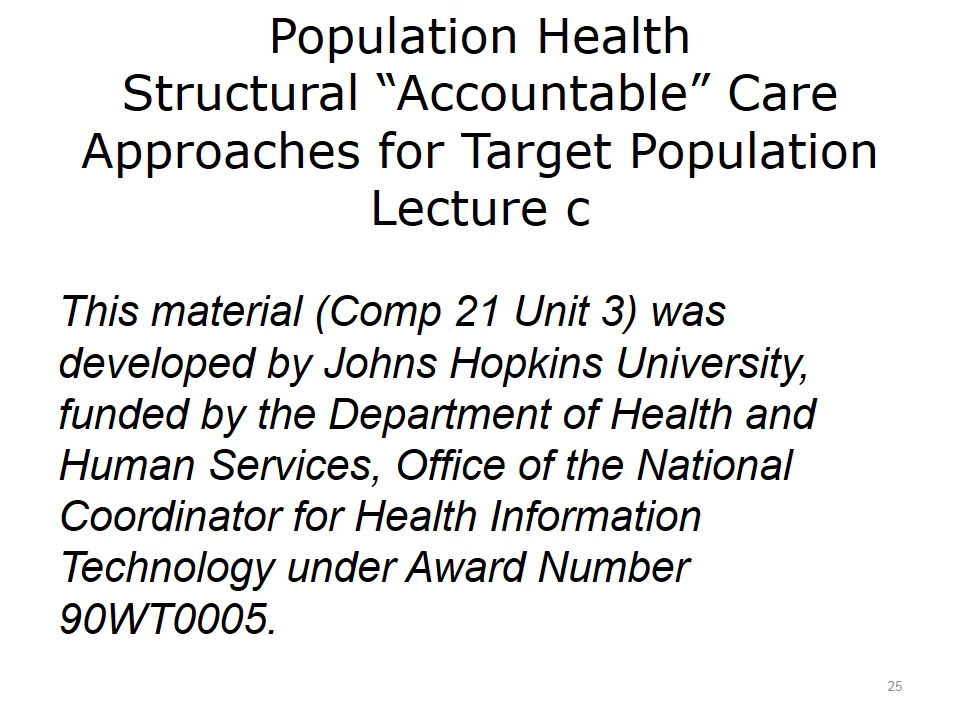 Population Health
Structural “Accountable” Care
Approaches for Target Population
Lecture c
This material (Comp 21 Unit 3) was
developed by Johns Hopkins University,
funded by the Department of Health and
Human Services, Office of the National
Coordinator for Health Information
Technology under Award Number
90WT0005.
25